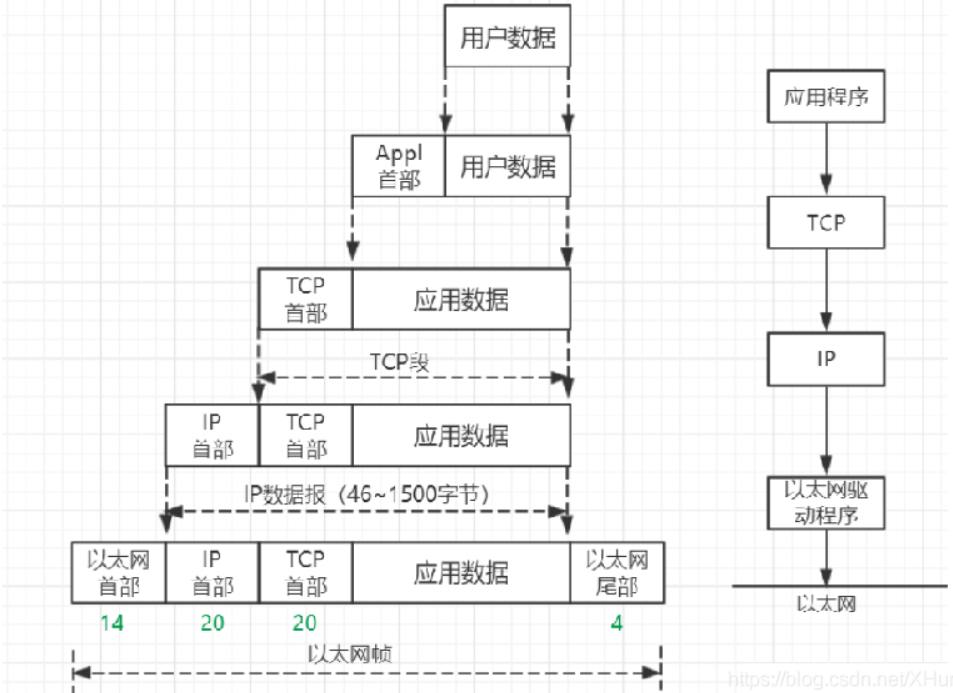 用户数据
应用程序
Appl
首部
用户数据
TCP
TCP
首部
应用数据
TCP段
IP
IP
首部
TCP
首部
应用数据
IP数据报（46~1500字节）
以太网驱
动程序
以太网
首部
IP
首部
TCP
首部
应用数据
以太网
尾部
以太网
14
20
20
4
以太网帧
https://blog.csdn.net/XHur